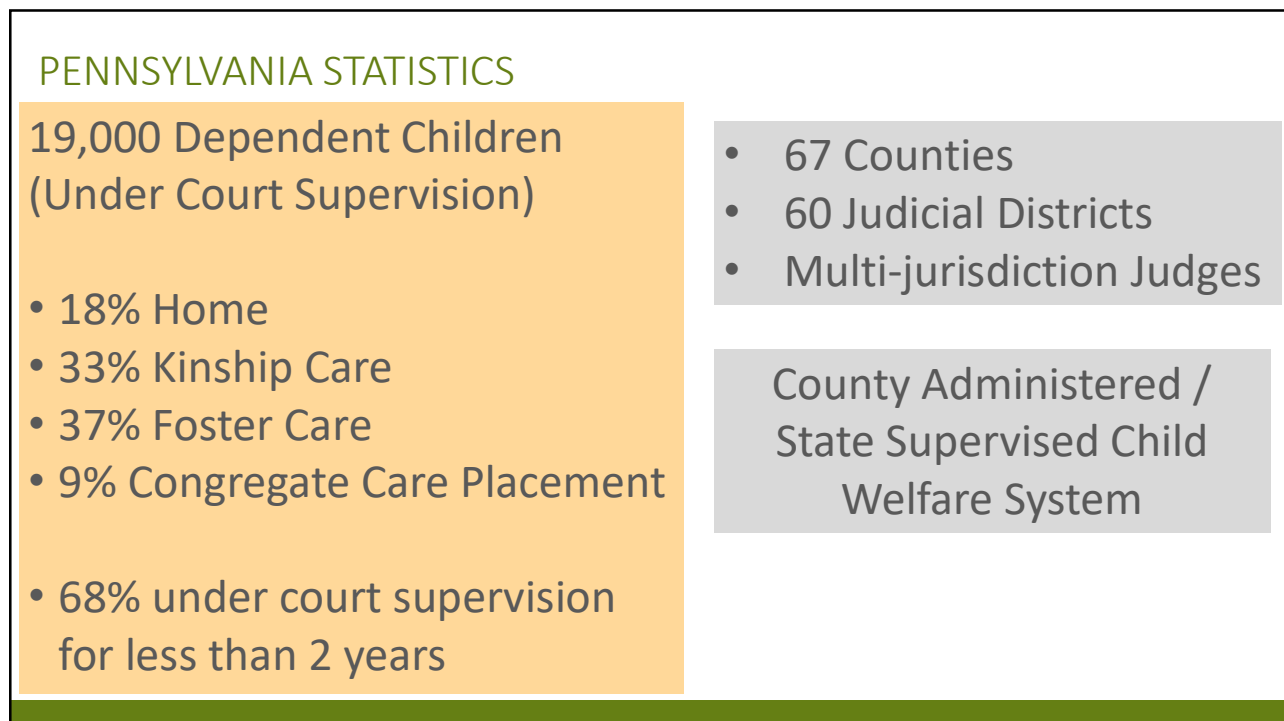 PENNSYLVANIA STATISTICS
19,000 Dependent Children
(Under Court Supervision)
• 18% Home
• 33% Kinship Care
• 37% Foster Care
• 9% Congregate Care Placement
• 68% under court supervision
for less than 2 years
• 67 Counties
• 60 Judicial Districts
• Multi-jurisdiction Judges
County Administered /
State Supervised Child
Welfare System